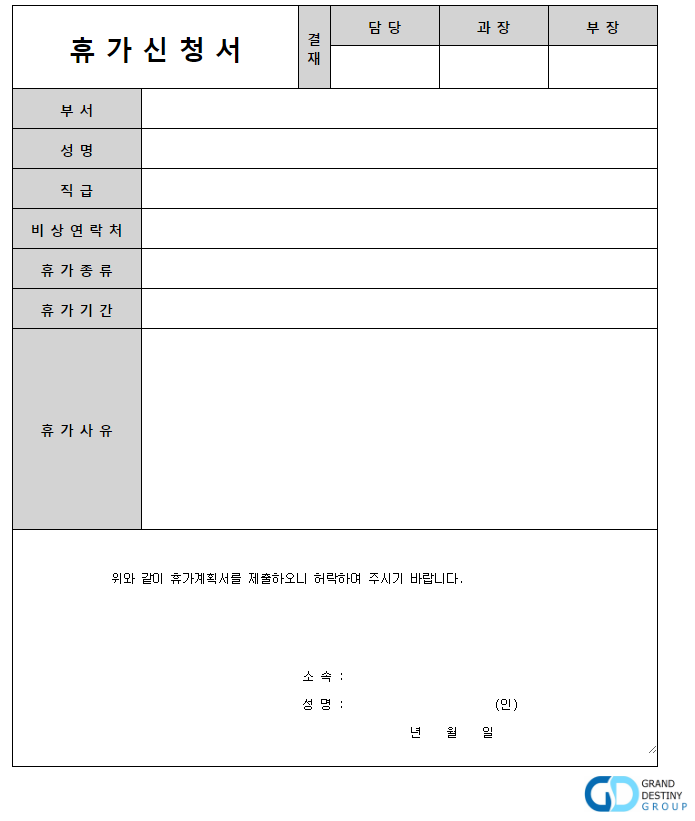 휴 가 신 청 서
결
재
담 당 과 장 부 장
부 서
성 명
직 급
비 상 연 락 처
휴 가 종 류
휴 가 기 간
휴 가 사 유
위와 같이 휴가계획서를 제출하오니 허락하여 주시기 바랍니다.
소 속 :
성 명 : (인)
년 월 일
GRAND
DESTINY
GROUP